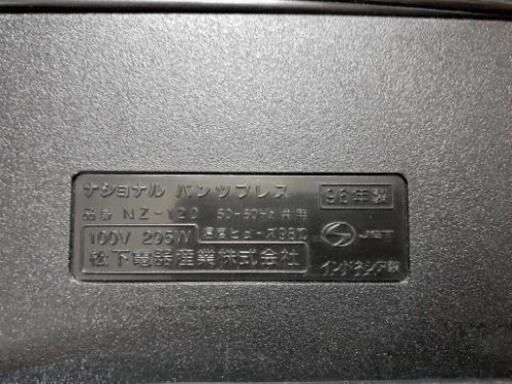 ナショナル パンツプレス 96年製
品番 NZ-120 50-60Hz 共用
100V 295W 温度ヒューズ98℃ JET
松下電器産業株式会社 インドネシア製